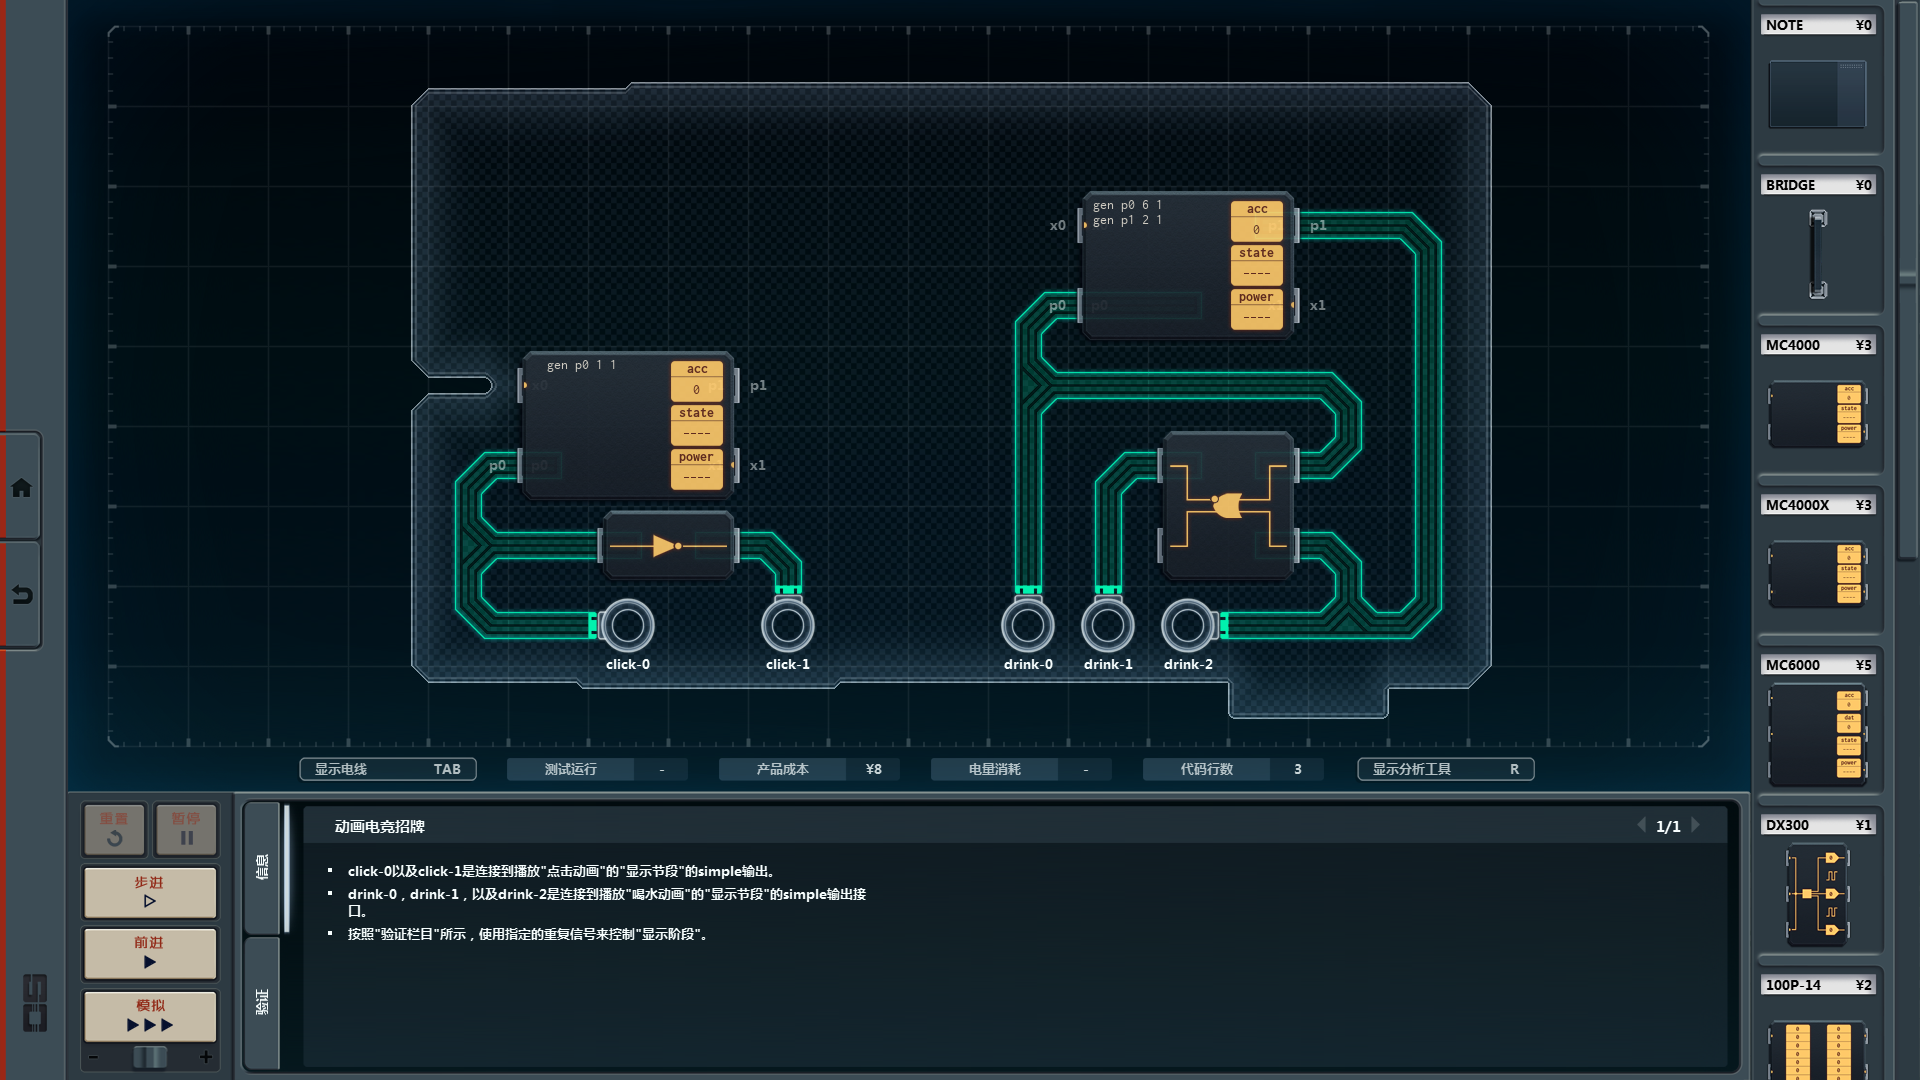 NOTE ¥0
BRIDGE ¥0
MC4000 ¥3
MC4000X ¥3
MC6000 ¥5
DX300 ¥1
100P-14 ¥2
gen p0 6 1
gen p1 2 1
acc
0
state
----
power
----
x0
p1
p0
x1
gen p0 1 1
acc
0
state
----
power
----
x0
p1
p0
x1
click-0
click-1
drink-0
drink-1
drink-2
显示电线 TAB
测试运行 -
产品成本 ¥8
电量消耗 -
代码行数 3
显示分析工具 R
重置
暂停
步进
前进
模拟
- +
信息
验证
动画电竞招牌
1/1
click-0以及click-1是连接到播放"点击动画"的"显示节段"的simple输出。
drink-0，drink-1，以及drink-2是连接到播放"喝水动画"的"显示节段"的simple输出接
口。
按照"验证栏目"所示，使用指定的重复信号来控制"显示阶段"。